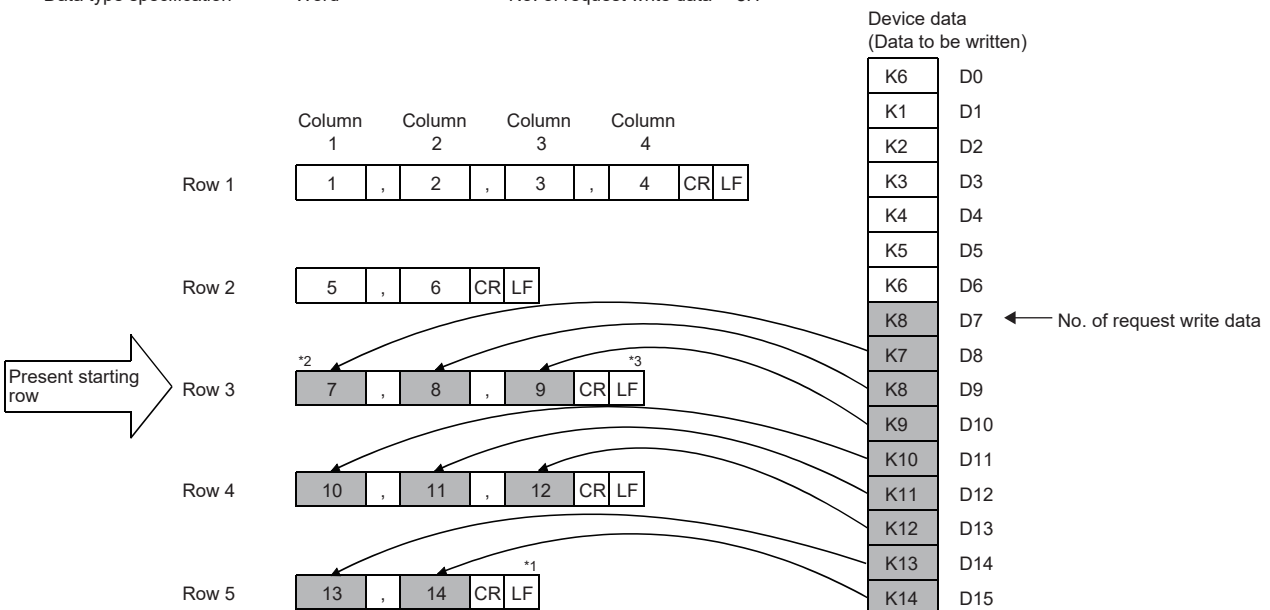 Data type specification Word No. of request write data
Device data
(Data to be written)
K6 D0
K1 D1
Column Column Column Column
1 2 3 4
K2 D2
Row 1 1 , 2 , 3 , 4 CR LF K3 D3
K4 D4
K5 D5
Row 2 5 , 6 CR LF K6 D6
K8 D7 No. of request write data
*2 *3 K7 D8
Present starting
row
Row 3 7 , 8 , 9 CR LF K8 D9
K9 D10
K10 D11
Row 4 10 , 11 , 12 CR LF K11 D12
K12 D13
K13 D14
*1
Row 5 13 , 14 CR LF K14 D15